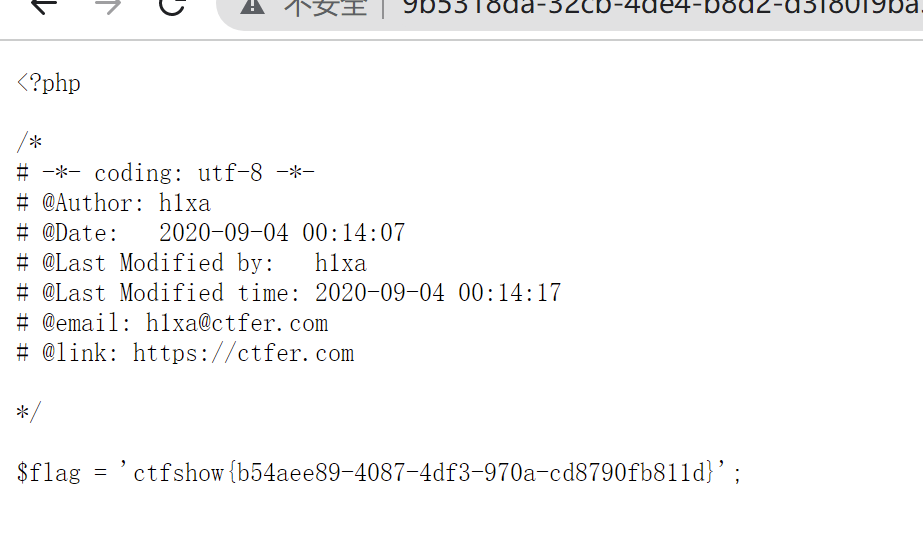 不安全 | 9b5318da-32cb-4de4-b8d2-d3f80f9ba
<?php
/*
# -*- coding: utf-8 -*-
# @Author: h1xa
# @Date:   2020-09-04 00:14:07
# @Last Modified by:   h1xa
# @Last Modified time: 2020-09-04 00:14:17
# @email: h1xa@ctfer.com
# @link: https://ctfer.com
*/
$flag = 'ctfshow{b54aee89-4087-4df3-970a-cd8790fb811d}';